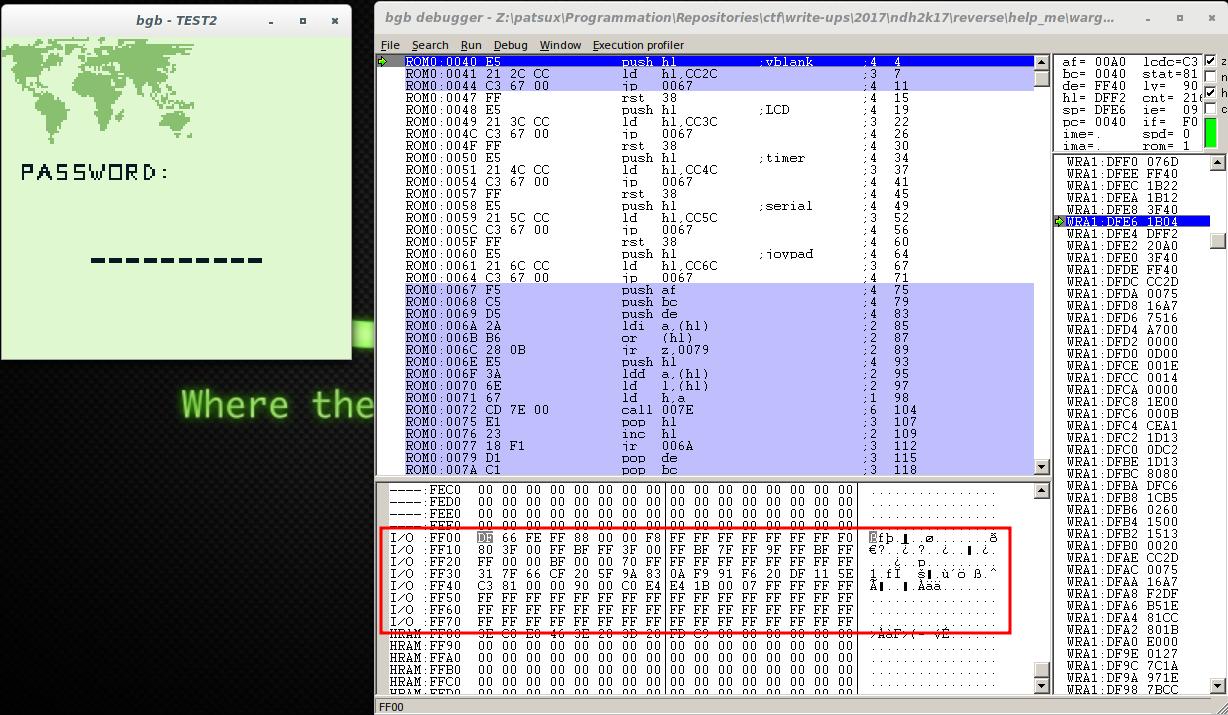 bgb - TEST2
PASSWORD:
Where the
bgb debugger - Z:\patsux\Programmation\Repositories\ctf\write-ups\2017\ndh2k17\reverse\help_me\warg...
File Search Run Debug Window Execution profiler
ROM0:0040 E5 push hl ;vblank ;4 4
ROM0:0041 21 2C CC ld hl,CC2C ;3 7
ROM0:0044 C3 67 00 jp 0067 ;4 11
ROM0:0047 FF rst 38 ;4 15
ROM0:0048 E5 push hl ;LCD ;4 19
ROM0:0049 21 3C CC ld hl,CC3C ;3 22
ROM0:004C C3 67 00 jp 0067 ;4 26
ROM0:004F FF rst 38 ;4 30
ROM0:0050 E5 push hl ;timer ;4 34
ROM0:0051 21 4C CC ld hl,CC4C ;3 37
ROM0:0054 C3 67 00 jp 0067 ;4 41
ROM0:0057 FF rst 38 ;4 45
ROM0:0058 E5 push hl ;serial ;4 49
ROM0:0059 21 5C CC ld hl,CC5C ;3 52
ROM0:005C C3 67 00 jp 0067 ;4 56
ROM0:005F FF rst 38 ;4 60
ROM0:0060 E5 push hl ;joypad ;4 64
ROM0:0061 21 6C CC ld hl,CC6C ;3 67
ROM0:0064 C3 67 00 jp 0067 ;4 71
ROM0:0067 F5 push af ;4 75
ROM0:0068 C5 push bc ;4 79
ROM0:0069 D5 push de ;4 83
ROM0:006A 2A ldi a,(hl) ;2 85
ROM0:006B B6 or (hl) ;2 87
ROM0:006C 28 0B jr z,0079 ;2 89
ROM0:006E E5 push hl ;4 93
ROM0:006F 3A ldd a,(hl) ;2 95
ROM0:0070 6E ld l,(hl) ;2 97
ROM0:0071 67 ld h,a ;1 98
ROM0:0072 CD 7E 00 call 007E ;6 104
ROM0:0075 E1 pop hl ;3 107
ROM0:0076 23 inc hl ;2 109
ROM0:0077 18 F1 jr 006A ;3 112
ROM0:0079 D1 pop de ;3 115
ROM0:007A C1 pop bc ;3 118
af= 00A0 lcdc=C3 z
bc= 0040 stat=81
de= FF40 ly= 90
hl= DFF2 cnt= 216 h
sp= DFE6 ie= 09
pc= 0040 if= F0 c
ime=. spd= 0
ima=. rom= 1
WRA1:DFF0 076D
WRA1:DFEE FF40
WRA1:DFEC 1B22
WRA1:DFEA 1B12
WRA1:DFE8 3F40
WRA1:DFE6 1B04
WRA1:DFE4 DFF2
WRA1:DFE2 20A0
WRA1:DFE0 3F40
WRA1:DFDE FF40
WRA1:DFDC CC2D
WRA1:DFDA 0075
WRA1:DFD8 16A7
WRA1:DFD6 7516
WRA1:DFD4 A700
WRA1:DFD2 0000
WRA1:DFD0 0D00
WRA1:DFCE 001E
WRA1:DFCC 0014
WRA1:DFCA 0000
WRA1:DFC8 1E00
WRA1:DFC6 000B
WRA1:DFC4 CEA1
WRA1:DFC2 1D13
WRA1:DFC0 0DC2
WRA1:DFBE 1D13
WRA1:DFBC 8080
WRA1:DFBA DFC6
WRA1:DFB8 1CB5
WRA1:DFB6 0260
WRA1:DFB4 1500
WRA1:DFB2 1513
WRA1:DFB0 0020
WRA1:DFAE CC2D
WRA1:DFAC 0075
WRA1:DFAA 16A7
WRA1:DFA8 F2DF
WRA1:DFA6 B51E
WRA1:DFA4 81CC
WRA1:DFA2 801B
WRA1:DFA0 E000
WRA1:DF9E 0127
WRA1:DF9C 7C1A
WRA1:DF9A 971E
WRA1:DF98 7BCC
----:FEC0 00 00 00 00 00 00 00 00 00 00 00 00 00 00 00 00 ................
----:FED0 00 00 00 00 00 00 00 00 00 00 00 00 00 00 00 00 ................
----:FEE0 00 00 00 00 00 00 00 00 00 00 00 00 00 00 00 00 ................
----:FEF0 00 00 00 00 00 00 00 00 00 00 00 00 00 00 00 00
I/O :FF00 DF 66 FE FF 88 00 00 F8 FF FF FF FF FF FF FF F0
I/O :FF10 80 3F 00 FF BF FF 3F 00 FF BF 7F FF 9F FF BF FF
I/O :FF20 FF 00 00 BF 00 00 70 FF FF FF FF FF FF FF FF FF
I/O :FF30 31 7F 66 CF 20 5F 9A 83 0A F9 91 F6 20 DF 11 5E
I/O :FF40 C3 81 00 00 90 00 00 C0 E4 E4 1B 00 07 FF FF FF
I/O :FF50 FF FF FF FF FF FF FF FF FF FF FF FF FF FF FF FF ................
I/O :FF60 FF FF FF FF FF FF FF FF FF FF FF FF FF FF FF FF ................
I/O :FF70 FF FF FF FF FF FF FF FF FF FF FF FF FF FF FF FF ................
HRAM:FF90 00 00 00 00 00 00 00 00 00 00 00 00 00 00 00 00 ................
HRAM:FFA0 00 00 00 00 00 00 00 00 00 00 00 00 00 00 00 00 ................
HRAM:FFB0 00 00 00 00 00 00 00 00 00 00 00 00 00 00 00 00 ................
HRAM:FFC0 00 00 00 00 00 00 00 00 00 00 00 00 00 00 00 00 ................
FF00